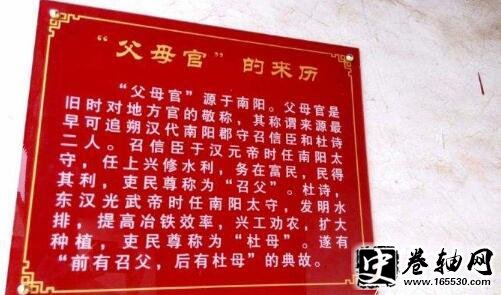 “父母官”的来历
“父母官”源于南阳。父母官是
旧时对地方官的敬称，其称谓来源最
早可追朔汉代南阳郡守召信臣和杜诗
二人。召信臣于汉元帝时任南阳太
守，任上兴修水利，务在富民，民得
其利，吏民尊称为“召父”。杜诗，
东汉光武帝时任南阳太守，发明水
排，提高冶铁效率，兴工劝农，扩大
种植，吏民尊称为“杜母”。遂有
“前有召父，后有杜母”的典故。
史 卷轴网
www.165530.com